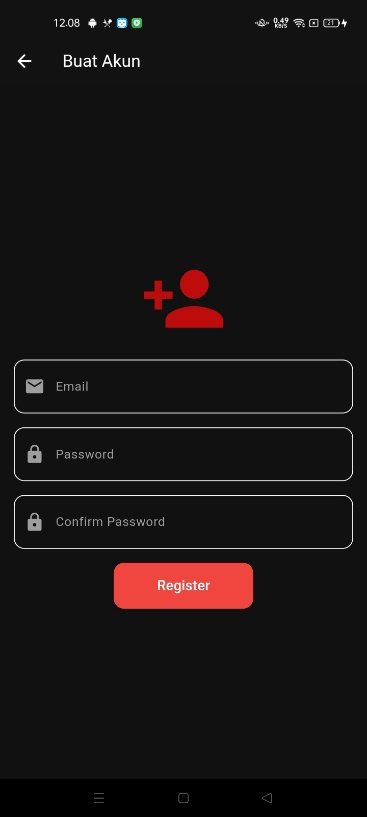 12.08
0.49
KB/S
21
Buat Akun
Email
Password
Confirm Password
Register